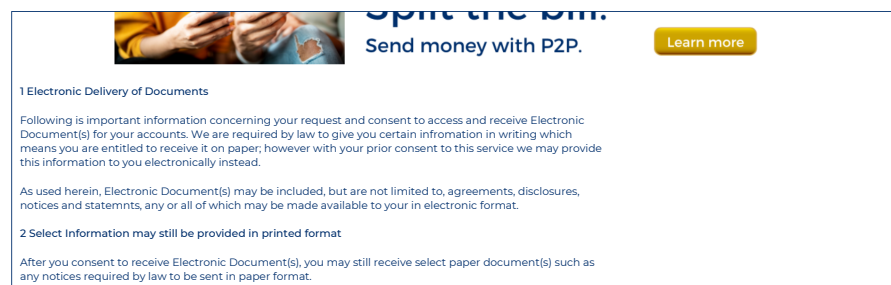 Split the bill.
Send money with P2P.
Learn more
1 Electronic Delivery of Documents
Following is important information concerning your request and consent to access and receive Electronic
Document(s) for your accounts. We are required by law to give you certain infromation in writing which
means you are entitled to receive it on paper; however with your prior consent to this service we may provide
this information to you electronically instead.
As used herein, Electronic Document(s) may be included, but are not limited to, agreements, disclosures,
notices and statemnts, any or all of which may be made available to your in electronic format.
2 Select Information may still be provided in printed format
After you consent to receive Electronic Document(s), you may still receive select paper document(s) such as
any notices required by law to be sent in paper format.